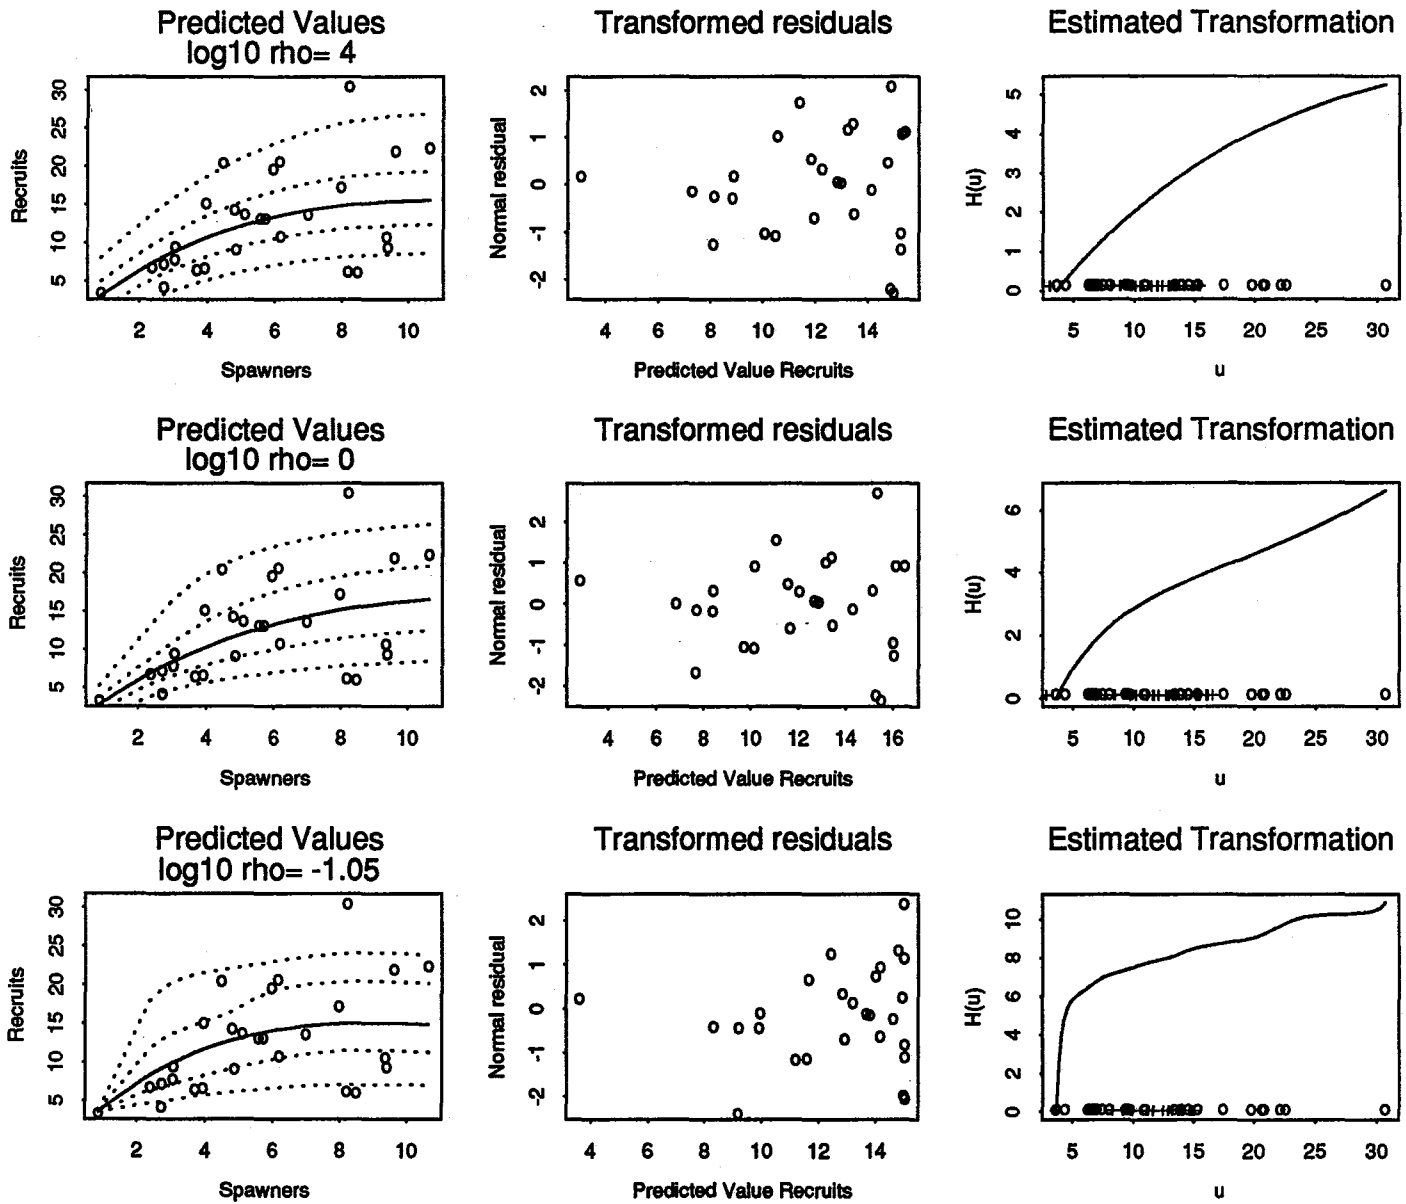 Predicted Values
log10 rho= 4
Transformed residuals
Estimated Transformation
Recruits
5 10 15 20 25 30
2 4 6 8 10
Spawners
Normal residual
-2 -1 0 1 2
4 6 8 10 12 14
Predicted Value Recruits
H(u)
0 1 2 3 4 5
5 10 15 20 25 30
u
Predicted Values
log10 rho= 0
Transformed residuals
Estimated Transformation
Recruits
5 10 15 20 25 30
2 4 6 8 10
Spawners
Normal residual
-2 -1 0 1 2
4 6 8 10 12 14 16
Predicted Value Recruits
H(u)
0 2 4 6
5 10 15 20 25 30
u
Predicted Values
log10 rho= -1.05
Transformed residuals
Estimated Transformation
Recruits
5 10 15 20 25 30
2 4 6 8 10
Spawners
Normal residual
-2 -1 0 1 2
4 6 8 10 12 14
Predicted Value Recruits
H(u)
0 2 4 6 8 10
5 10 15 20 25 30
u